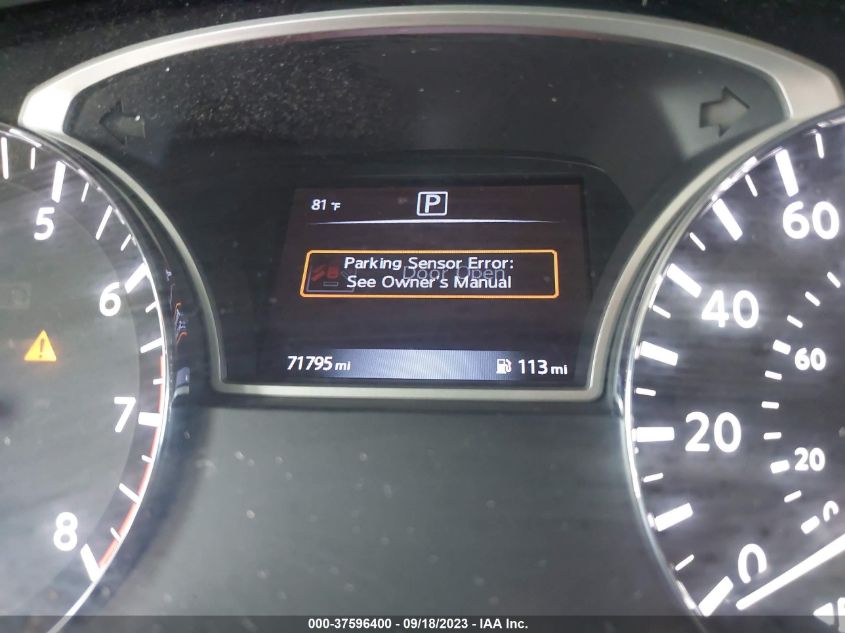 81 °F
P
Parking Sensor Error:
Door Open
See Owner's Manual
71795 mi
113 mi
5
6
7
8
60
40
20
0
60
20
0
000-37596400 - 09/18/2023 - IAA Inc.